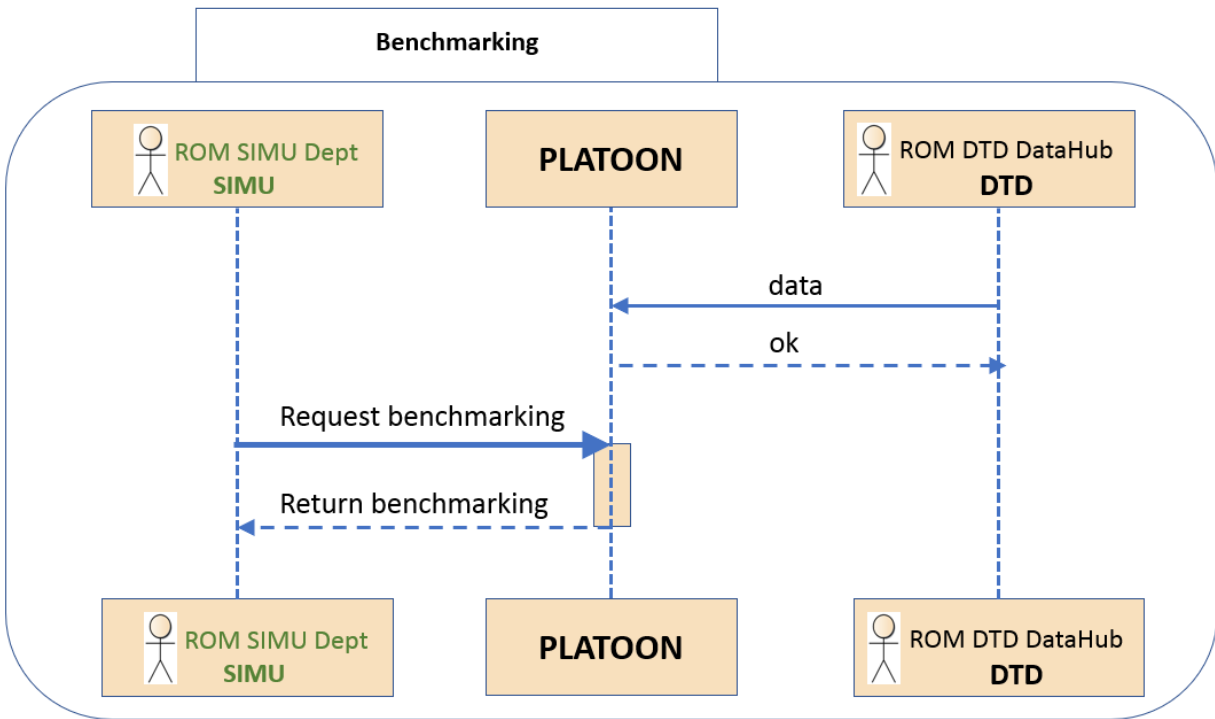 Benchmarking
ROM SIMU Dept
SIMU
PLATOON
ROM DTD DataHub
DTD
data
ok
Request benchmarking
Return benchmarking
ROM SIMU Dept
SIMU
PLATOON
ROM DTD DataHub
DTD